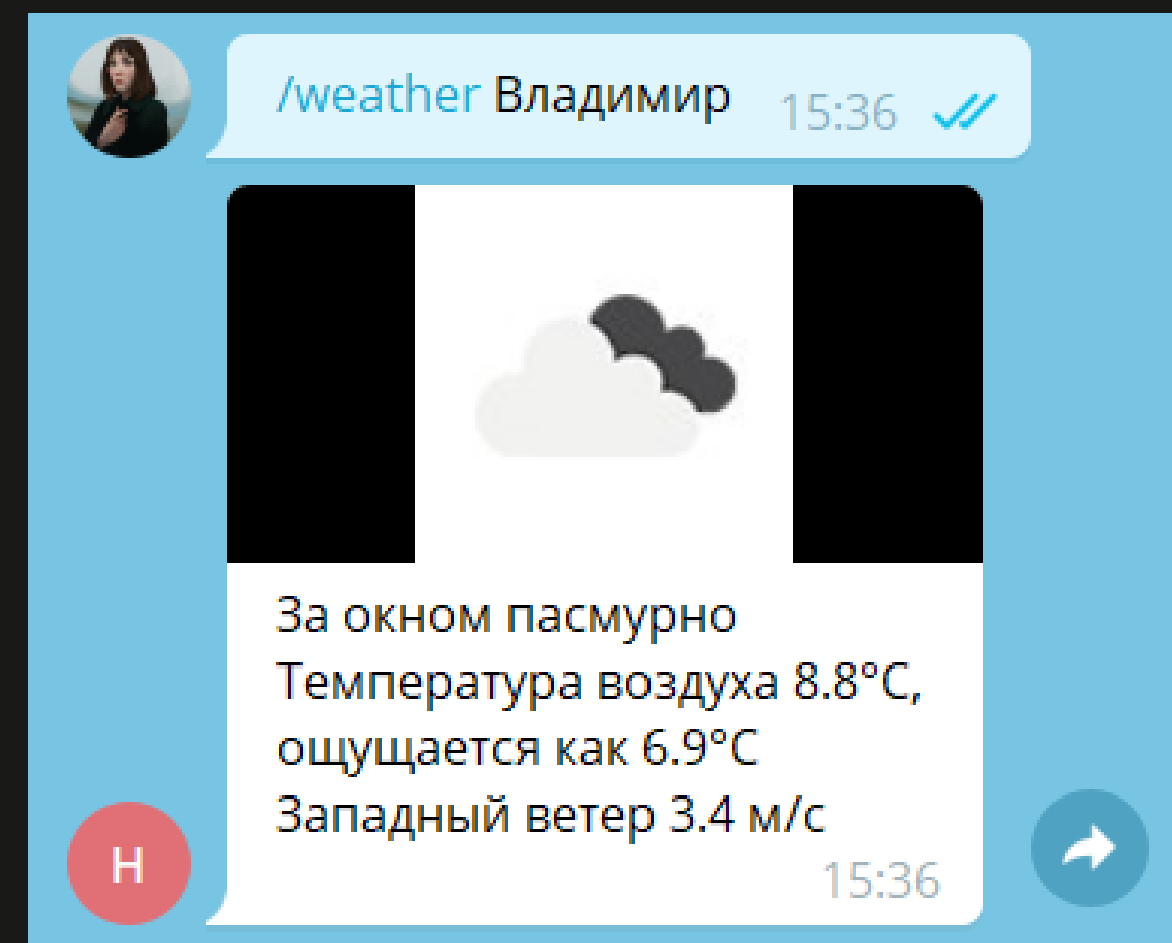 /weather Владимир 15:36
За окном пасмурно
Температура воздуха 8.8°C,
ощущается как 6.9°C
Западный ветер 3.4 м/с
15:36
Н